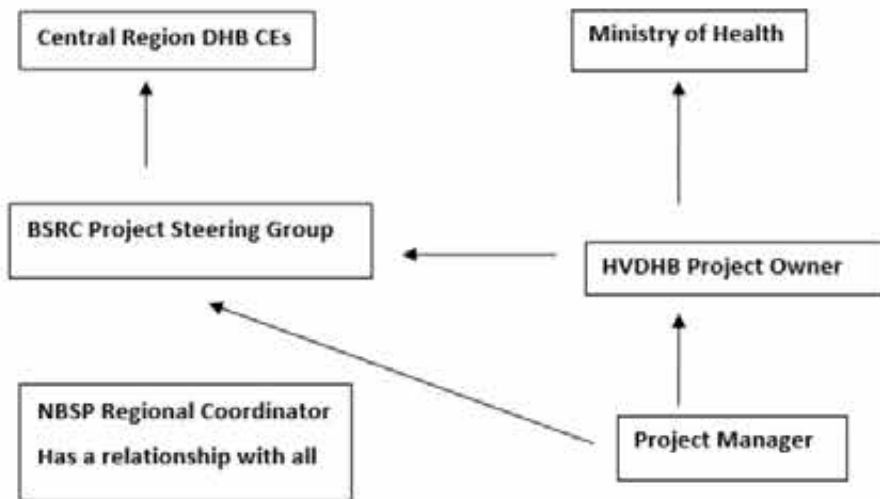 Central Region DHB CEs
Ministry of Health
BSRC Project Steering Group
HVDHB Project Owner
NBSP Regional Coordinator
Has a relationship with all
Project Manager